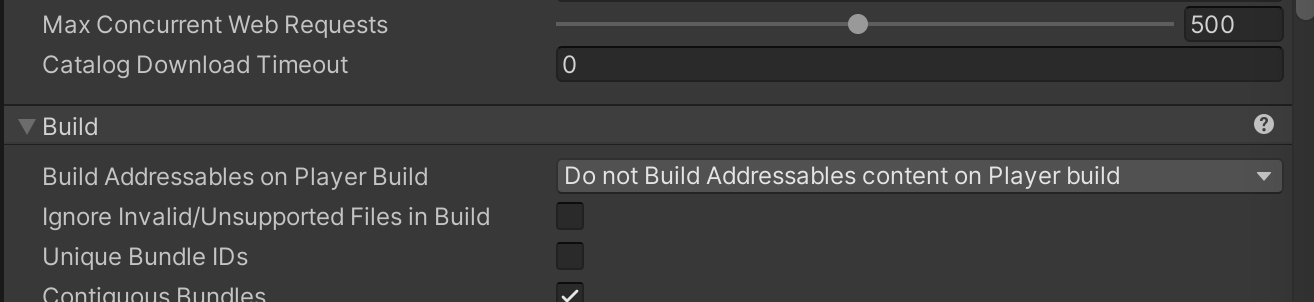 Max Concurrent Web Requests 500
Catalog Download Timeout 0
Build
Build Addressables on Player Build Do not Build Addressables content on Player build
Ignore Invalid/Unsupported Files in Build
Unique Bundle IDs
Contiguous Bundles